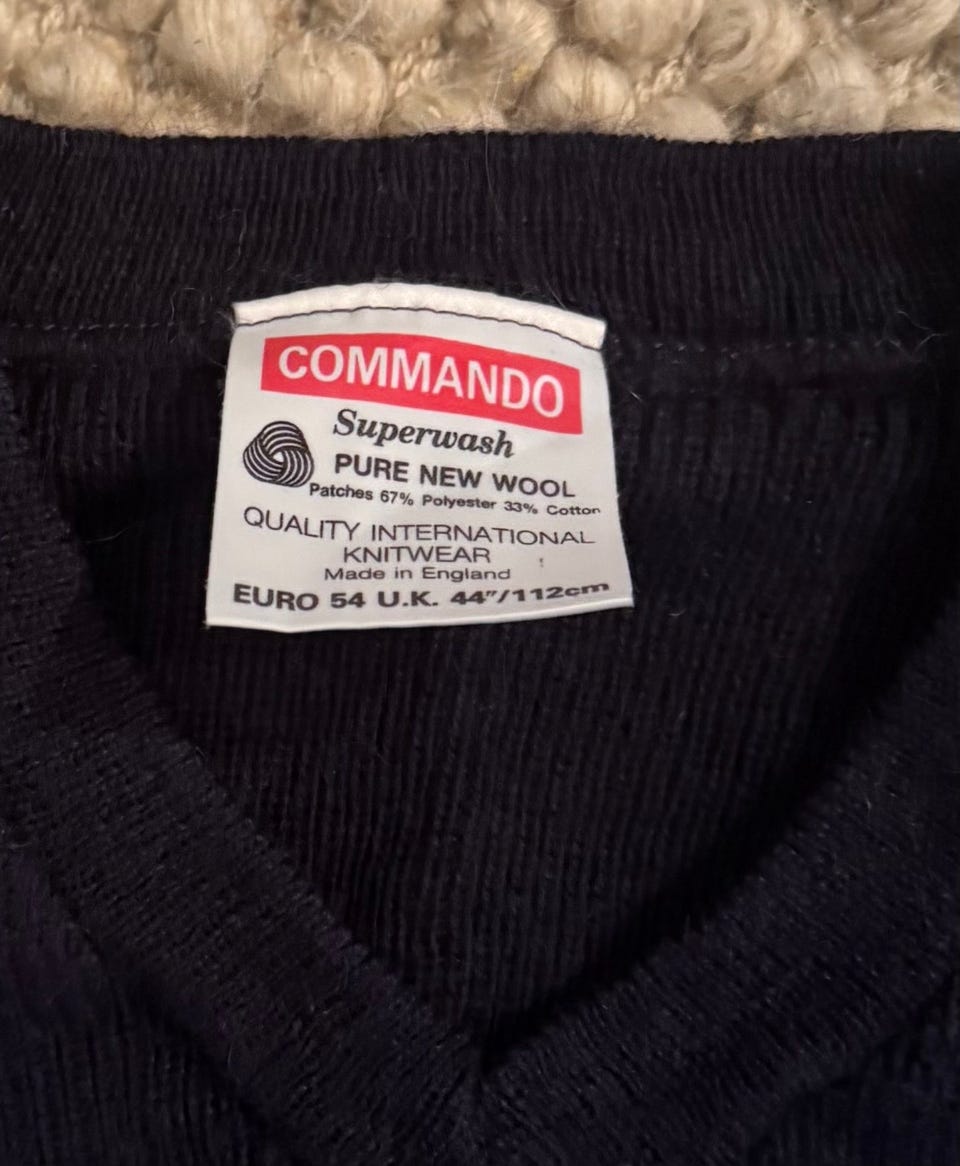 COMMANDO
Superwash
PURE NEW WOOL
Patches 67% Polyester 33% Cotton
QUALITY INTERNATIONAL
KNITWEAR
Made in England
EURO 54 U.K. 44"/112cm